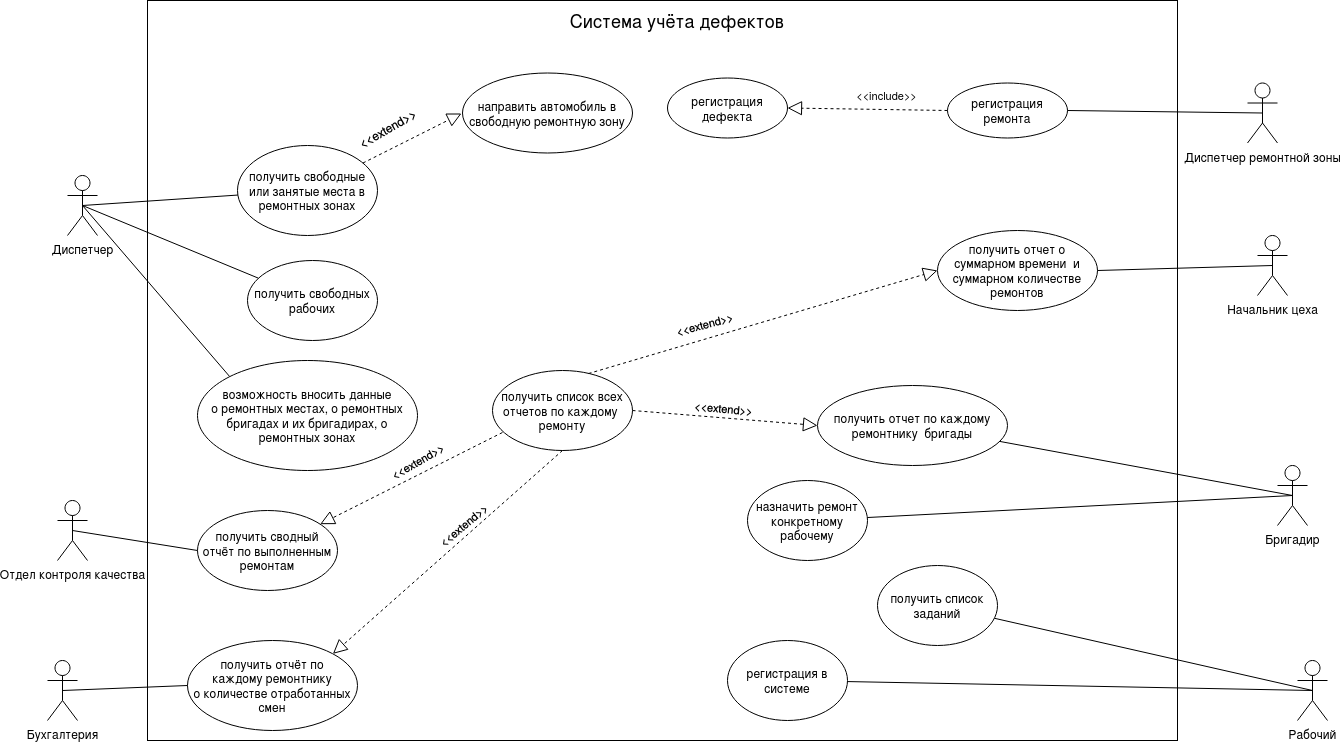 Система учёта дефектов
направить автомобиль в
свободную ремонтную зону
<<extend>>
получить свободные
или занятые места в
ремонтных зонах
регистрация
дефекта
<<include>>
регистрация
ремонта
Диспетчер ремонтной зоны
Диспетчер
получить свободных
рабочих
получить отчет о
суммарном времени и
суммарном количестве
ремонтов
Начальник цеха
<<extend>>
возможность вносить данные
о ремонтных местах, о ремонтных
бригадах и их бригадирах, о
ремонтных зонах
получить список всех
отчетов по каждому
ремонту
<<extend>>
получить отчет по каждому
ремонтнику бригады
<<extend>>
<<extend>>
назначить ремонт
конкретному
рабочему
Бригадир
получить сводный
отчёт по выполненным
ремонтам
Отдел контроля качества
получить список
заданий
получить отчёт по
каждому ремонтнику
о количестве отработанных
смен
Бухгалтерия
регистрация в
системе
Рабочий